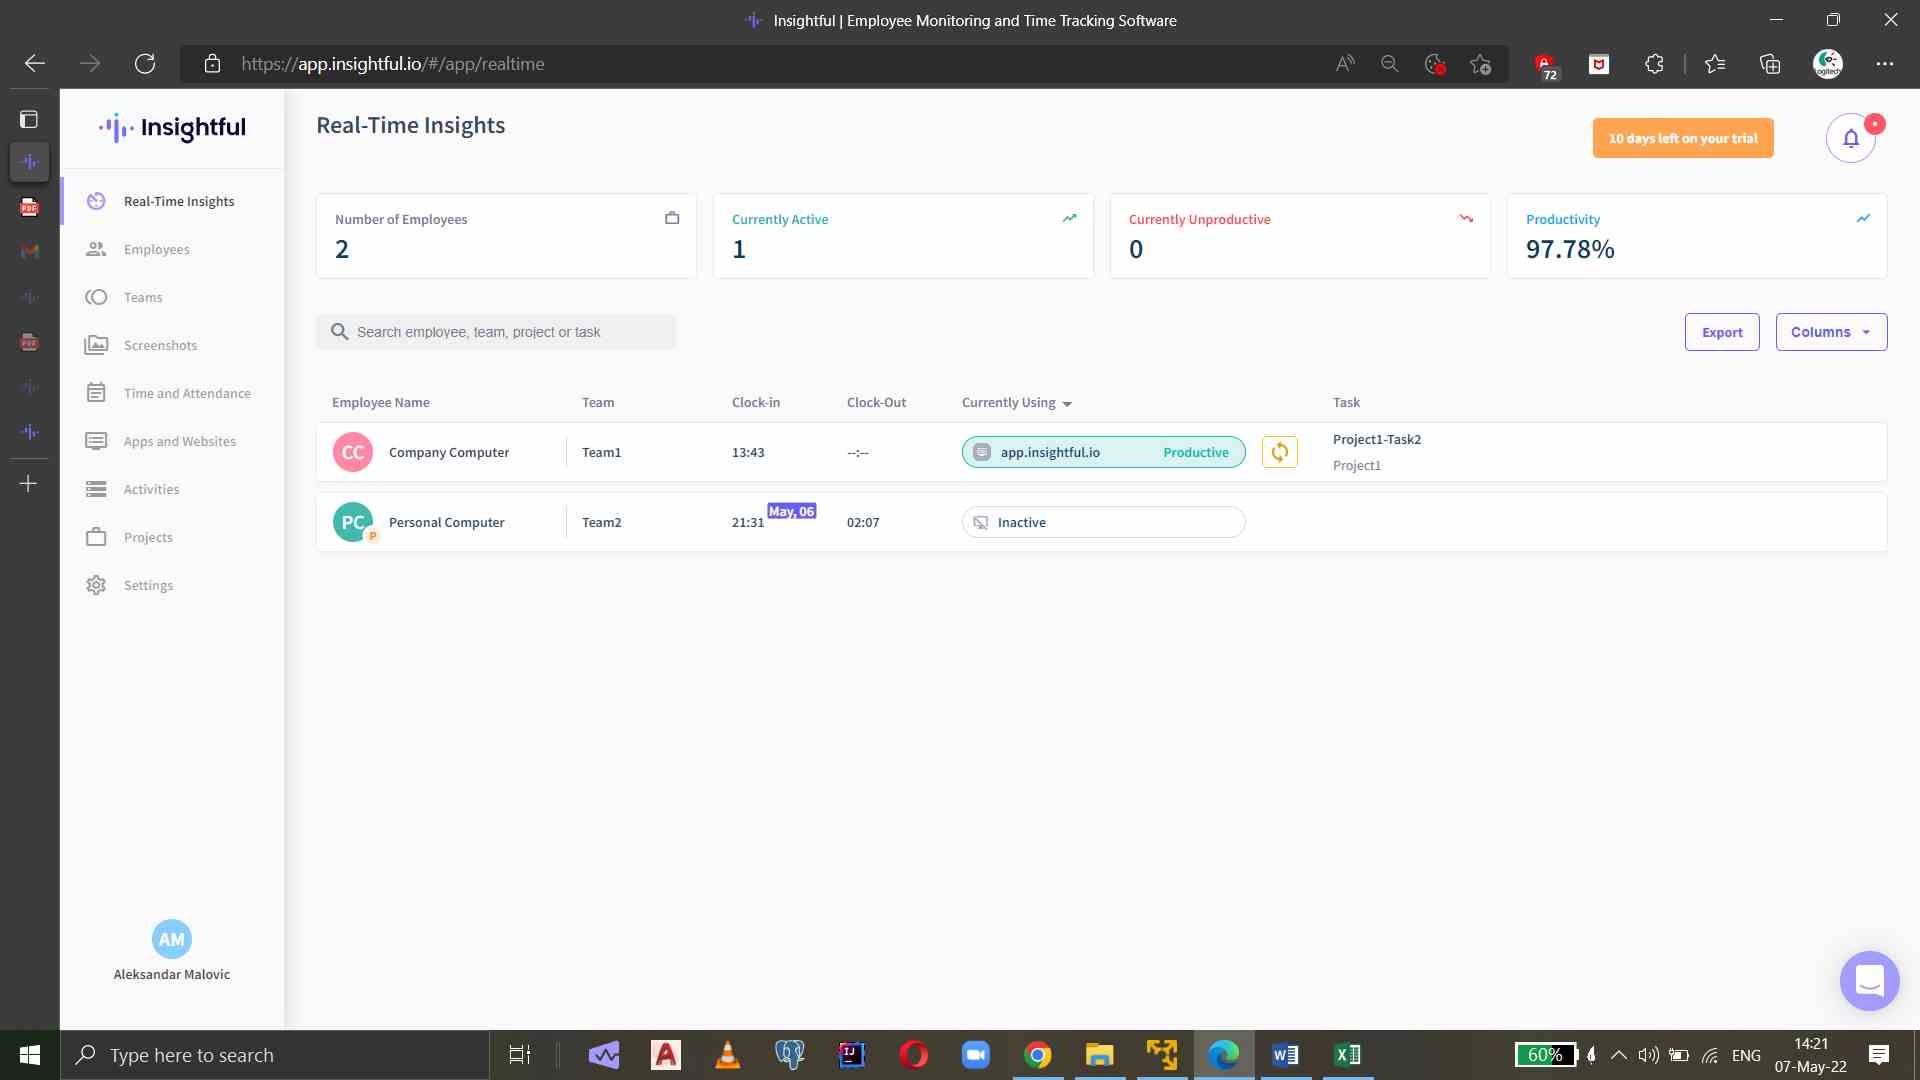 Insightful | Employee Monitoring and Time Tracking Software
https://app.insightful.io/#/app/realtime
72
logitech
Insightful
Real-Time Insights
Employees
Teams
Screenshots
Time and Attendance
Apps and Websites
Activities
Projects
Settings
AM
Aleksandar Malovic
PDF
PDF
Real-Time Insights
10 days left on your trial
Number of Employees
2
Currently Active
1
Currently Unproductive
0
Productivity
97.78%
Search employee, team, project or task
Export
Columns
Employee Name Team Clock-in Clock-Out Currently Using Task
CC Company Computer Team1 13:43 --:-- app.insightful.io Productive Project1-Task2
Project1
PC P Personal Computer Team2 21:31 May, 06 02:07 Inactive
Type here to search
60%
ENG
14:21
07-May-22